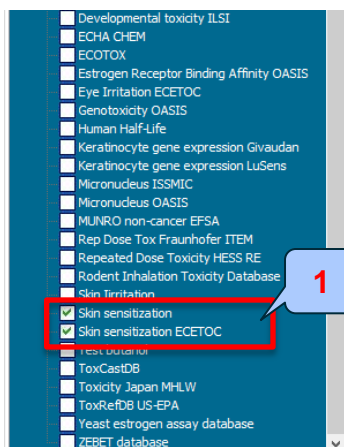 Developmental toxicity ILSI
ECHA CHEM
ECOTOX
Estrogen Receptor Binding Affinity OASIS
Eye Irritation ECETOC
Genotoxicity OASIS
Human Half-Life
Keratinocyte gene expression Givaudan
Keratinocyte gene expression LuSens
Micronucleus ISSMIC
Micronucleus OASIS
MUNRO non-cancer EFSA
Rep Dose Tox Fraunhofer ITEM
Repeated Dose Toxicity HESS RE
Rodent Inhalation Toxicity Database
1
Skin Iirritation
Skin sensitization
Skin sensitization ECETOC
Test butanol
ToxCastDB
Toxicity Japan MHLW
ToxRefDB US-EPA
Yeast estrogen assay database
ZEBET database